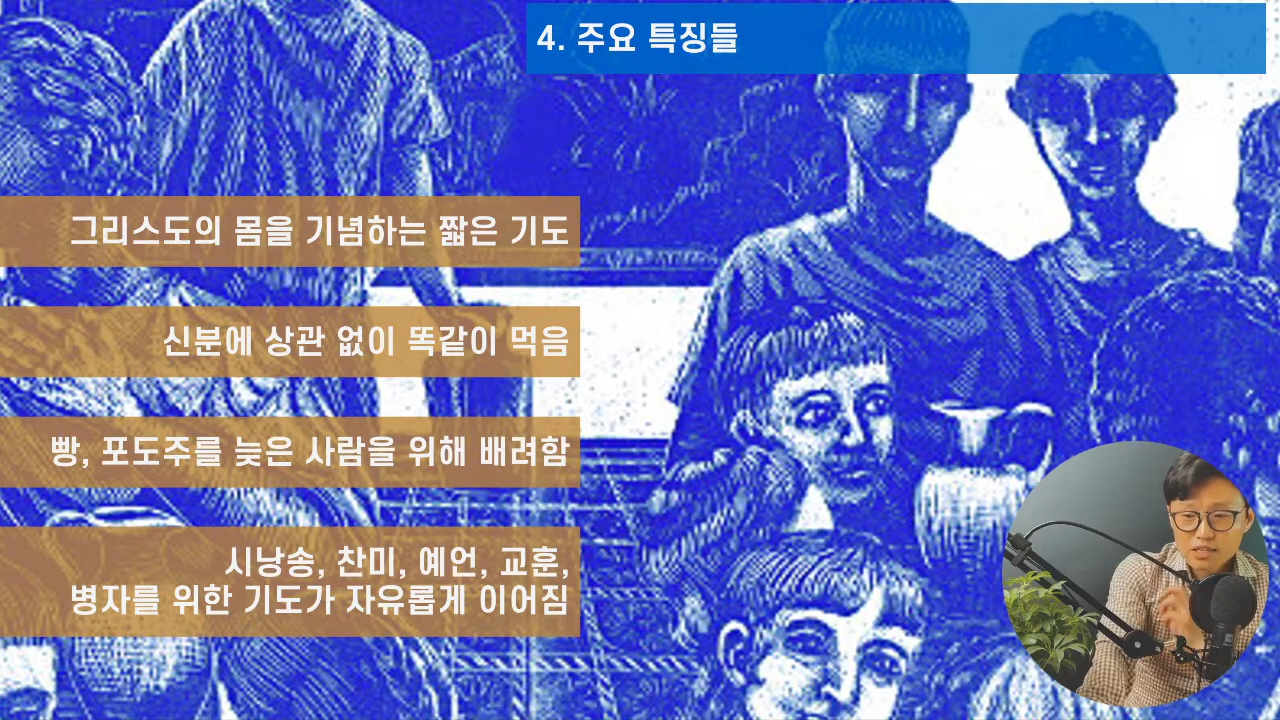 4. 주요 특징들
그리스도의 몸을 기념하는 짧은 기도
신분에 상관 없이 똑같이 먹음
빵, 포도주를 늦은 사람을 위해 배려함
시낭송, 찬미, 예언, 교훈,
병자를 위한 기도가 자유롭게 이어짐